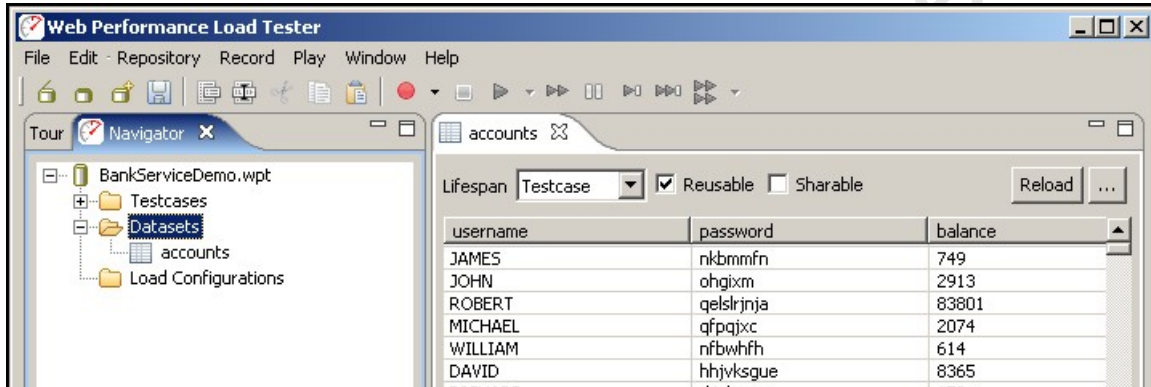 Web Performance Load Tester
File Edit Repository Record Play Window Help
Tour Navigator
BankServiceDemo.wpt
Testcases
Datasets
accounts
Load Configurations
accounts
Lifespan Testcase Reusable Sharable Reload ...
username password balance
JAMES nkbmmfn 749
JOHN ohgixm 2913
ROBERT qelslrjnja 83801
MICHAEL qfpqjxc 2074
WILLIAM nfbwhfh 614
DAVID hhjvksgue 8365